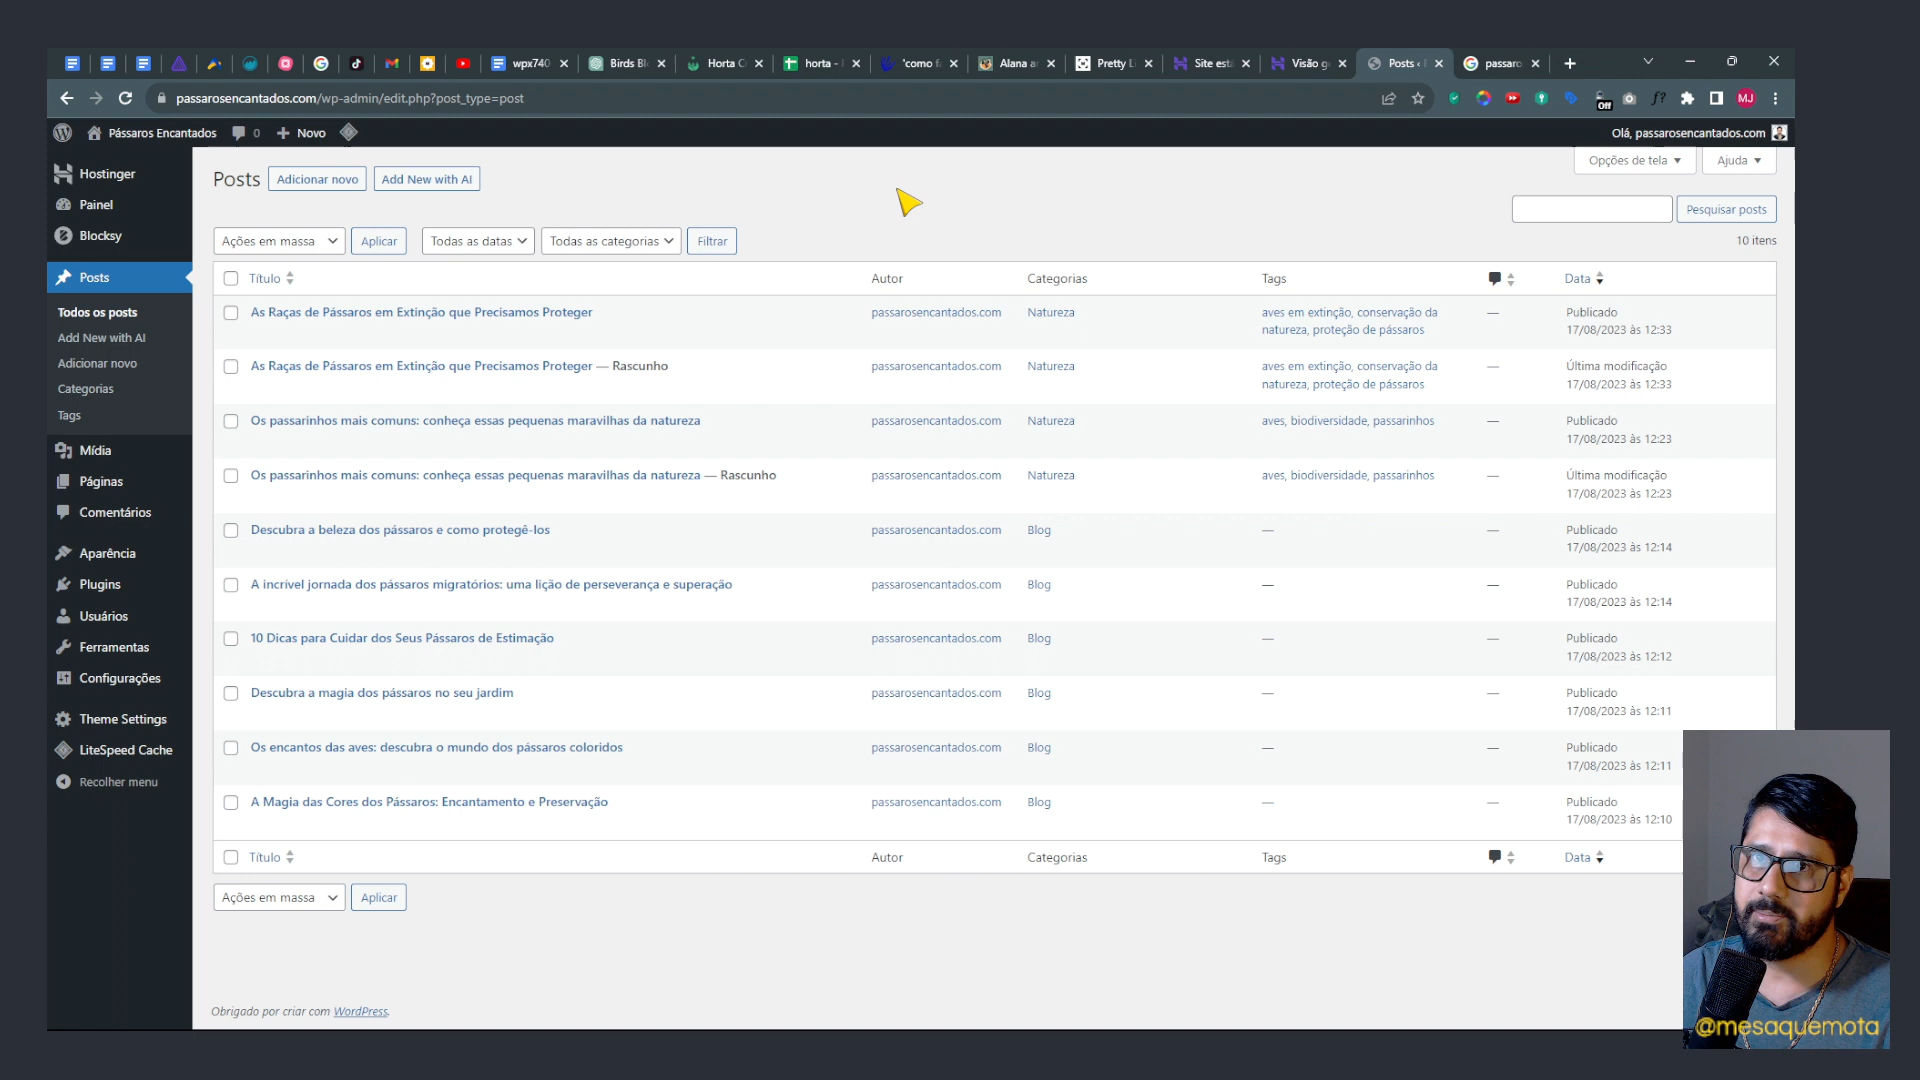 wpx740
Birds Bl
Horta C
horta -
'como f
Alana a
Pretty Li
Site est
Visão g
Posts ‹
passaro
passarosencantados.com/wp-admin/edit.php?post_type=post
Off
f?
MJ
Pássaros Encantados
0
Novo
Olá, passarosencantados.com
Hostinger
Painel
Blocksy
Posts
Todos os posts
Add New with AI
Adicionar novo
Categorias
Tags
Mídia
Páginas
Comentários
Aparência
Plugins
Usuários
Ferramentas
Configurações
Theme Settings
LiteSpeed Cache
Recolher menu
Opções de tela
Ajuda
Posts
Adicionar novo
Add New with AI
Pesquisar posts
Ações em massa
Aplicar
Todas as datas
Todas as categorias
Filtrar
10 itens
Título Autor Categorias Tags Data
As Raças de Pássaros em Extinção que Precisamos Proteger passarosencantados.com Natureza aves em extinção, conservação da Publicado
natureza, proteção de pássaros 17/08/2023 às 12:33
As Raças de Pássaros em Extinção que Precisamos Proteger — Rascunho passarosencantados.com Natureza aves em extinção, conservação da — Última modificação
natureza, proteção de pássaros 17/08/2023 às 12:33
Os passarinhos mais comuns: conheça essas pequenas maravilhas da natureza passarosencantados.com Natureza aves, biodiversidade, passarinhos — Publicado
17/08/2023 às 12:23
Os passarinhos mais comuns: conheça essas pequenas maravilhas da natureza — Rascunho passarosencantados.com Natureza aves, biodiversidade, passarinhos — Última modificação
17/08/2023 às 12:23
Descubra a beleza dos pássaros e como protegê-los passarosencantados.com Blog — — Publicado
17/08/2023 às 12:14
A incrível jornada dos pássaros migratórios: uma lição de perseverança e superação passarosencantados.com Blog — — Publicado
17/08/2023 às 12:14
10 Dicas para Cuidar dos Seus Pássaros de Estimação passarosencantados.com Blog — — Publicado
17/08/2023 às 12:12
Descubra a magia dos pássaros no seu jardim passarosencantados.com Blog — — Publicado
17/08/2023 às 12:11
Os encantos das aves: descubra o mundo dos pássaros coloridos passarosencantados.com Blog — — Publicado
17/08/2023 às 12:11
A Magia das Cores dos Pássaros: Encantamento e Preservação passarosencantados.com Blog — — Publicado
17/08/2023 às 12:10
Título Autor Categorias Tags Data
Ações em massa
Aplicar
Obrigado por criar com WordPress.
@mesaquemota